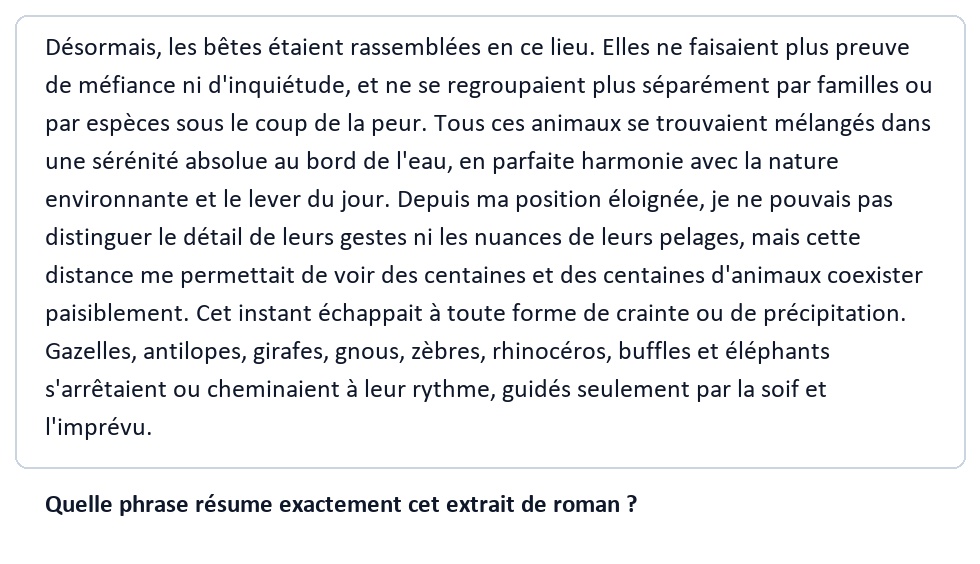 Désormais, les bêtes étaient rassemblées en ce lieu. Elles ne faisaient plus preuve
de méfiance ni d'inquiétude, et ne se regroupaient plus séparément par familles ou
par espèces sous le coup de la peur. Tous ces animaux se trouvaient mélangés dans
une sérénité absolue au bord de l'eau, en parfaite harmonie avec la nature
environnante et le lever du jour. Depuis ma position éloignée, je ne pouvais pas
distinguer le détail de leurs gestes ni les nuances de leurs pelages, mais cette
distance me permettait de voir des centaines et des centaines d'animaux coexister
paisiblement. Cet instant échappait à toute forme de crainte ou de précipitation.
Gazelles, antilopes, girafes, gnous, zèbres, rhinocéros, buffles et éléphants
s'arrêtaient ou cheminaient à leur rythme, guidés seulement par la soif et
l'imprévu.
Quelle phrase résume exactement cet extrait de roman ?